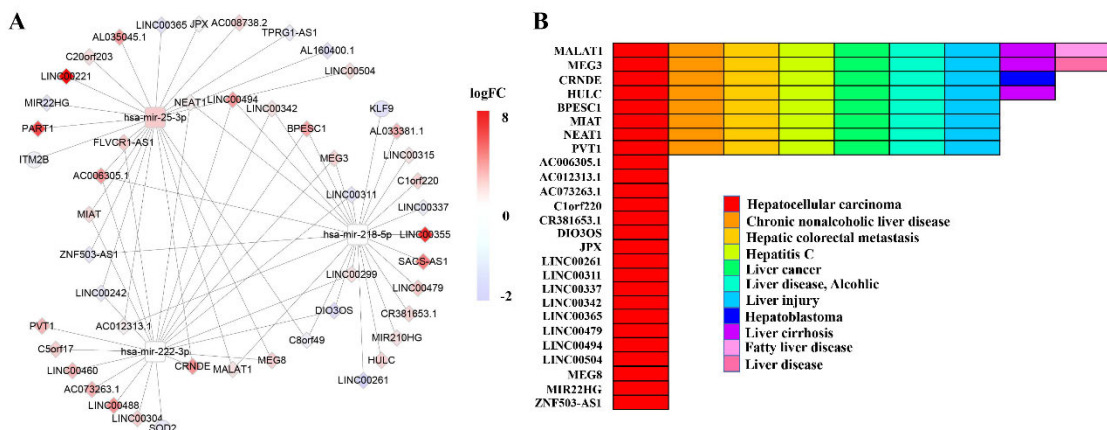 A
LINC00365
JPX
AC008738.2
AL035045.1
TPRG1-AS1
C20orf203
AL160400.1
LINC00221
LINC00504
MIR22HG
NEAT1
LINC00494
LINC00342
KLF9
hsa-mir-25-3p
PART1
BPESC1
AL033381.1
FLVCR1-AS1
ITM2B
MEG3
LINC00315
AC006305.1
C1orf220
LINC00311
LINC00337
MIAT
hsa-mir-218-5p
LINC00355
ZNF503-AS1
SACS-AS1
LINC00299
LINC00479
LINC00242
DIO3OS
CR381653.1
AC012313.1
PVT1
C8orf49
MIR210HG
hsa-mir-222-3p
C5orf17
CRNDE
MALAT1
MEG8
HULC
LINC00460
LINC00261
AC073263.1
LINC00488
LINC00304
SOD2
logFC
8
4
0
-2
B
MALAT1
MEG3
CRNDE
HULC
BPESC1
MIAT
NEAT1
PVT1
AC006305.1
AC012313.1
AC073263.1
C1orf220
CR381653.1
DIO3OS
JPX
LINC00261
LINC00311
LINC00337
LINC00342
LINC00365
LINC00479
LINC00494
LINC00504
MEG8
MIR22HG
ZNF503-AS1
Hepatocellular carcinoma
Chronic nonalcoholic liver disease
Hepatic colorectal metastasis
Hepatitis C
Liver cancer
Liver disease, Alcohlic
Liver injury
Hepatoblastoma
Liver cirrhosis
Fatty liver disease
Liver disease